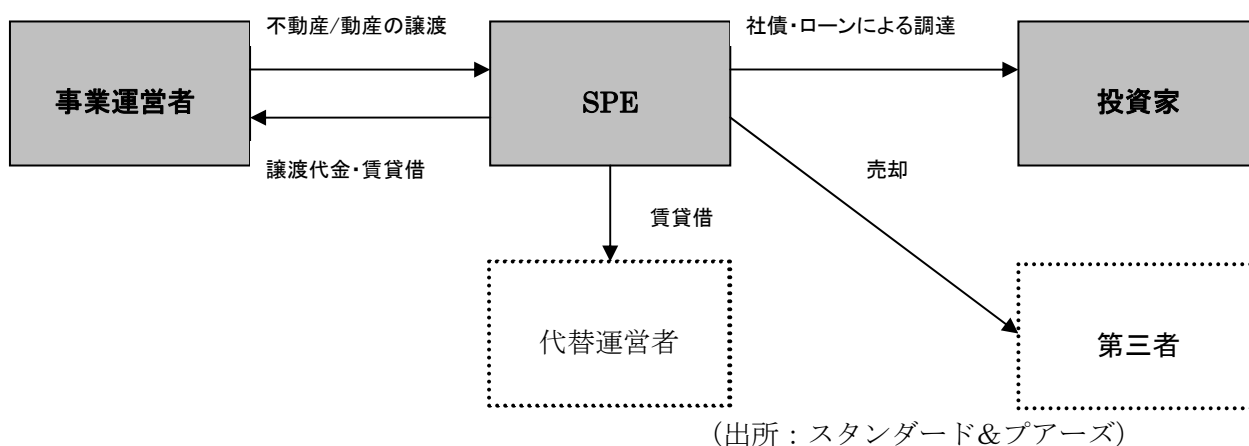 不動産/動産の譲渡
社債・ローンによる調達
事業運営者
SPE
投資家
譲渡代金・賃貸借
売却
賃貸借
代替運営者
第三者
（出所：スタンダード＆プアーズ）